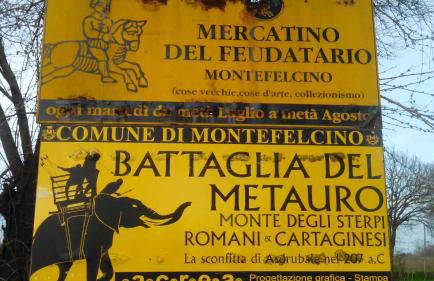 MERCATINO
DEL FEUDATARIO
MONTEFELCINO
(cose vecchie, cose d'arte, collezionismo)
ogni martedì da metà Luglio a metà Agosto
COMUNE DI MONTEFELCINO
BATTAGLIA DEL
METAURO
MONTE DEGLI STERPI
ROMANI & CARTAGINESI
La sconfitta di Asdrubale nel 207 a.C
Progettazione grafica - Stampa